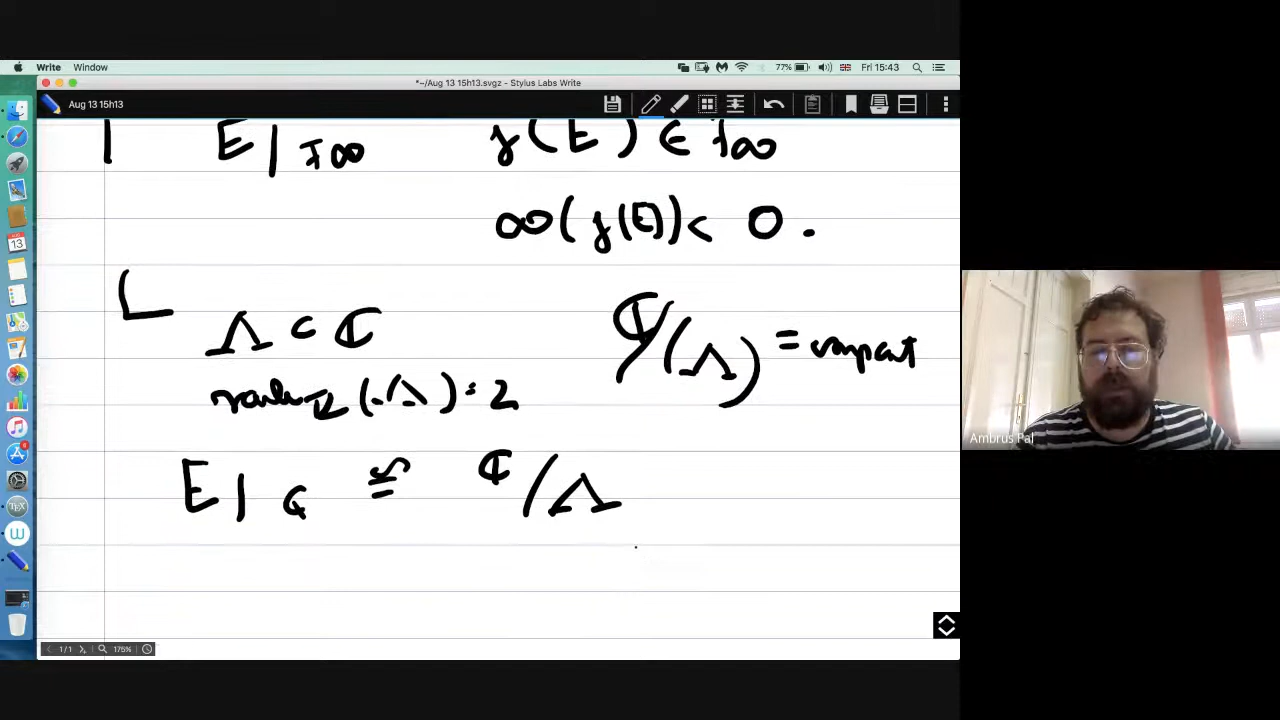 Write Window 77% Fri 15:43
*~/Aug 13 15h13.svgz - Stylus Labs Write
Aug 13 15h13
E | F∞ j(E) ∈ F∞
∞(j(E)) < 0.
Λ ⊂ ℂ ℂ/(Λ) = compact
rank_ℤ(Λ) = 2
E | ℂ ≅ ℂ/Λ
1/1 175%
Ambrus Pal